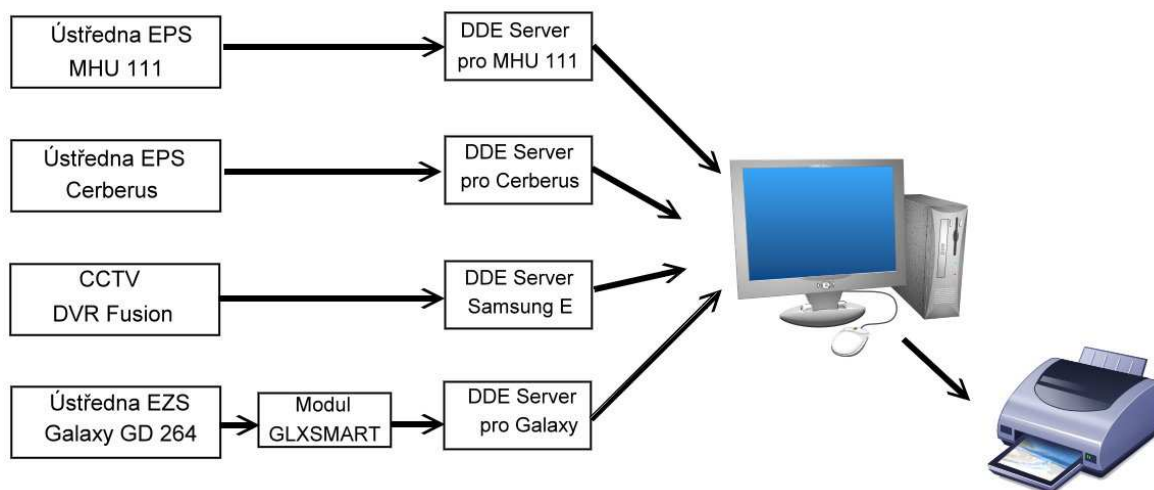 Ústředna EPS
MHU 111
DDE Server
pro MHU 111
Ústředna EPS
Cerberus
DDE Server
pro Cerberus
CCTV
DVR Fusion
DDE Server
Samsung E
Ústředna EZS
Galaxy GD 264
Modul
GLXSMART
DDE Server
pro Galaxy